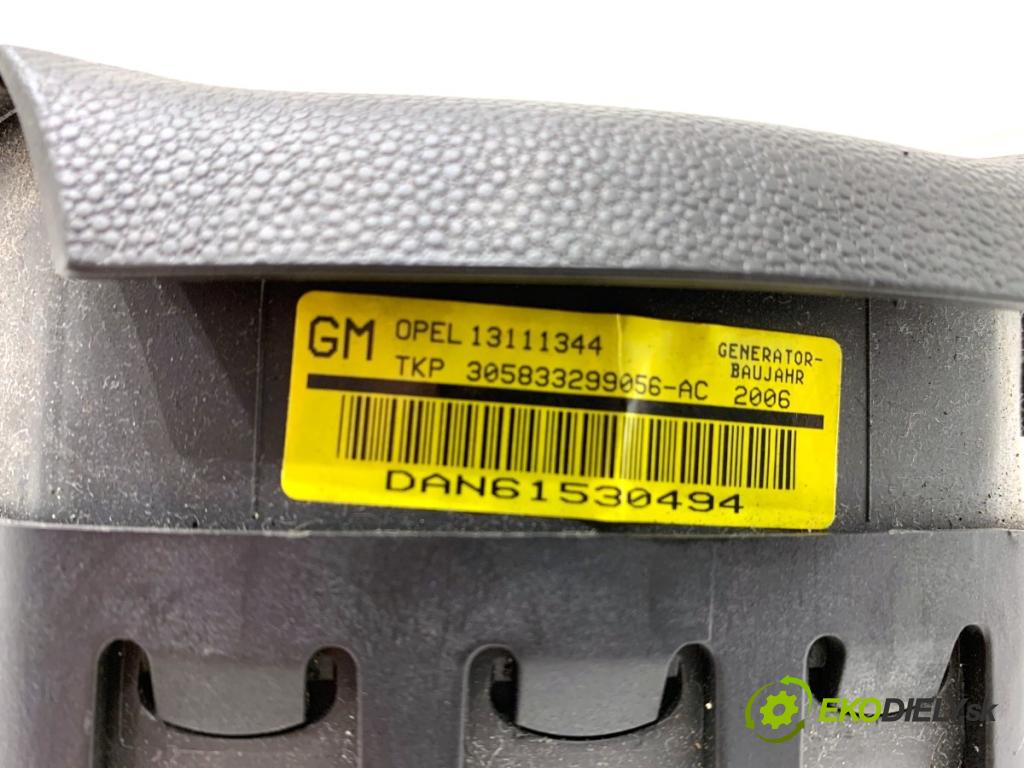 GM OPEL 13111344
TKP 305833299056-AC
GENERATOR-
BAUJAHR
2006
DAN61530494
EKODIELY.sk